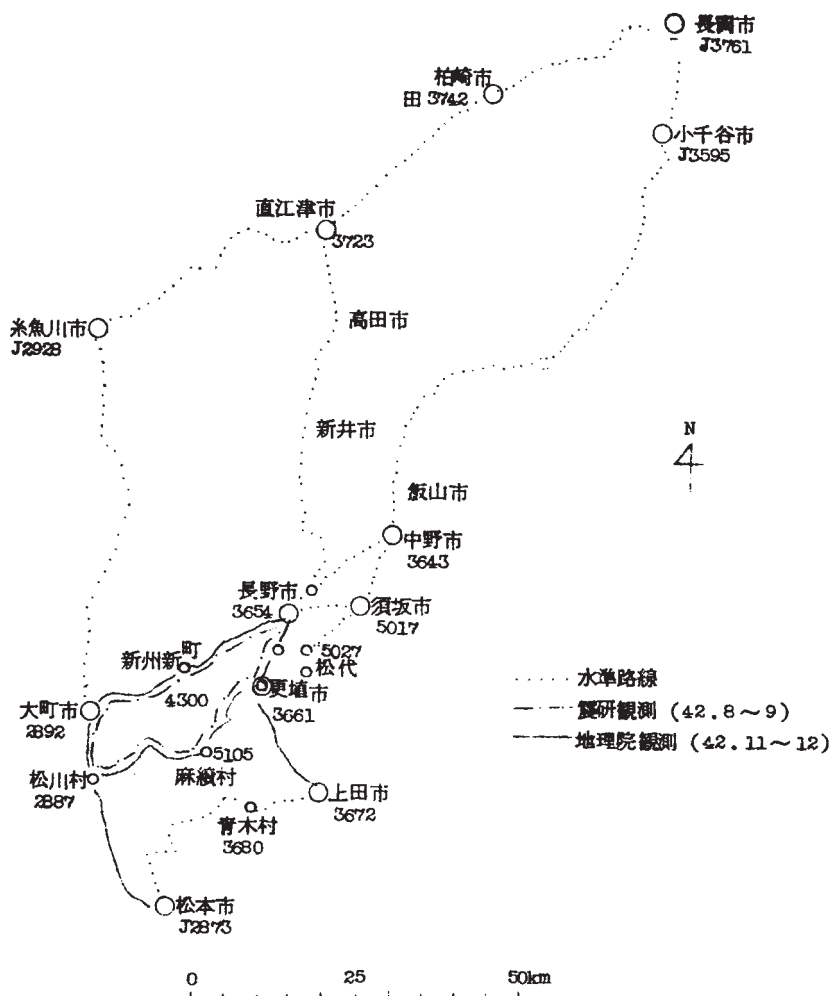 長岡市
J3761
柏崎市
田 3742
小千谷市
J3595
直江津市
3723
糸魚川市
J2928
高田市
新井市
N
飯山市
中野市
3643
長野市
3654
須坂市
5017
新州新町
4300
5027
松代
更埴市
3661
大町市
2892
松川村
2887
5105
麻績村
上田市
3672
青木村
3680
松本市
J2873
水準路線
震研観測 (42.8～9)
地理院観測 (42.11～12)
0 25 50km